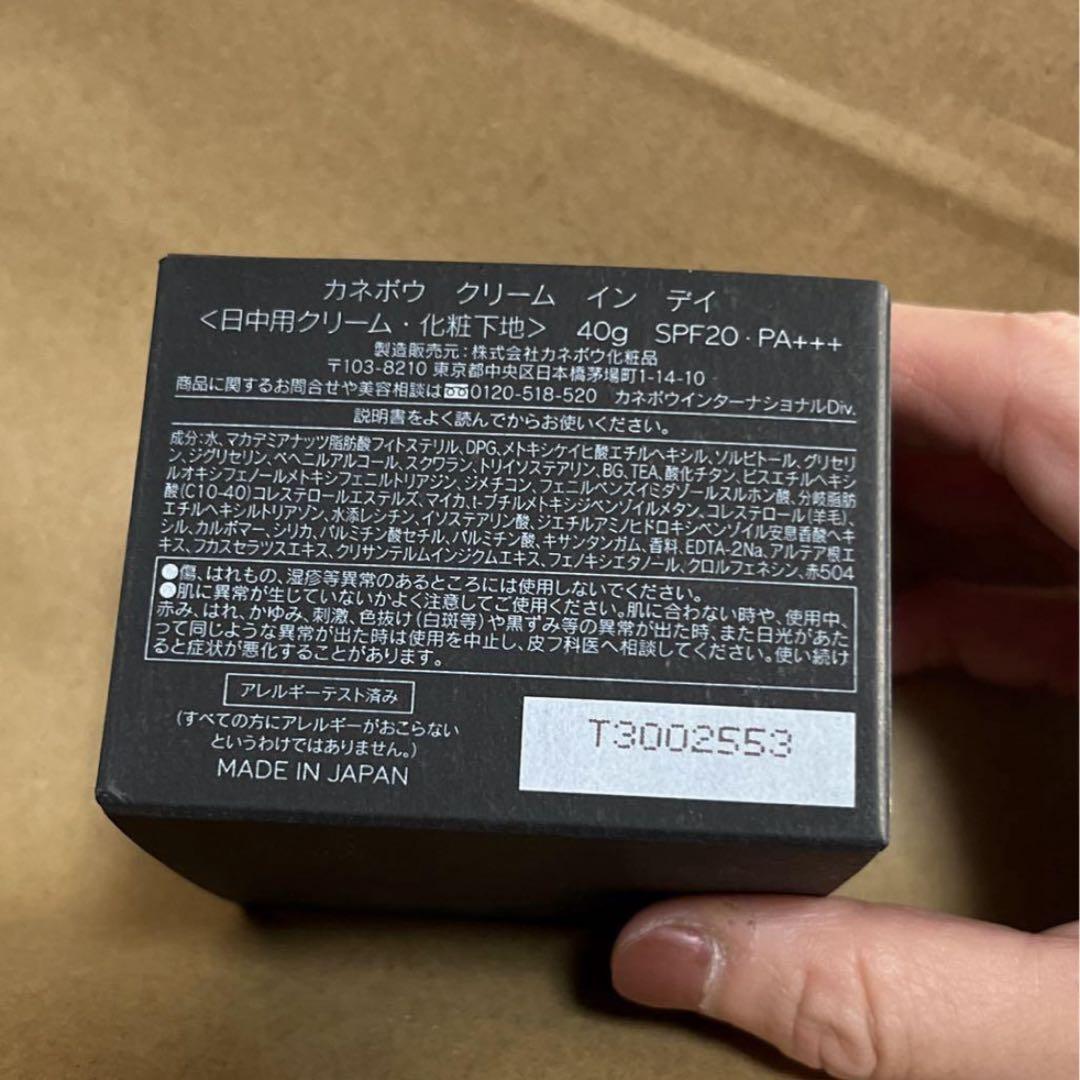 カネボウ クリーム イン デイ
<日中用クリーム・化粧下地> 40g SPF20・PA+++
製造販売元:株式会社カネボウ化粧品
〒103-8210 東京都中央区日本橋茅場町1-14-10
商品に関するお問合せや美容相談は 0120-518-520 カネボウインターナショナルDiv.
説明書をよく読んでからお使いください。
成分:水、マカデミアナッツ脂肪酸フィトステリル、DPG、メトキシケイヒ酸エチルヘキシル、ソルビトール、グリセリ
ン、ジグリセリン、ベヘニルアルコール、スクワラン、トリイソステアリン、BG、TEA、酸化チタン、ビスエチルヘキシ
ルオキシフェノールメトキシフェニルトリアジン、ジメチコン、フェニルベンズイミダゾールスルホン酸、分岐脂肪
酸(C10-40)コレステロールエステルズ、マイカ、t-ブチルメトキシジベンゾイルメタン、コレステロール(羊毛)、
エチルヘキシルトリアゾン、水添レシチン、イソステアリン酸、ジエチルアミノヒドロキシベンゾイル安息香酸ヘキ
シル、カルボマー、シリカ、パルミチン酸セチル、パルミチン酸、キサンタンガム、香料、EDTA-2Na、アルテア根エ
キス、フカスセラツスエキス、クリサンテルムインジクムエキス、フェノキシエタノール、クロルフェネシン、赤504
●傷、はれもの、湿疹等異常のあるところには使用しないでください。
●肌に異常が生じていないかよく注意してご使用ください。肌に合わない時や、使用中、
赤み、はれ、かゆみ、刺激、色抜け(白斑等)や黒ずみ等の異常が出た時、また日光があた
って同じような異常が出た時は使用を中止し、皮フ科医へ相談してください。使い続け
ると症状が悪化することがあります。
アレルギーテスト済み
(すべての方にアレルギーがおこらない
というわけではありません。)
MADE IN JAPAN
T3002553